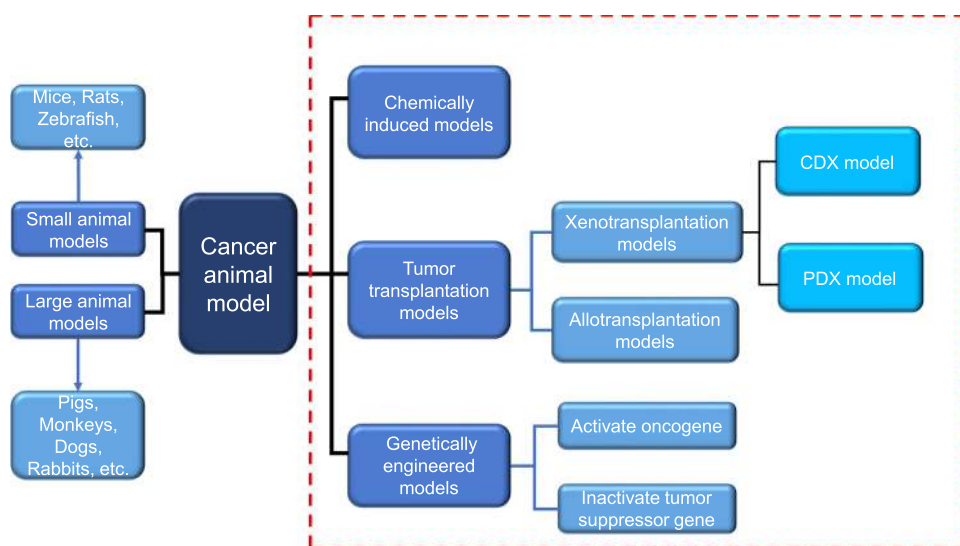 Mice, Rats,
Zebrafish,
etc.
Small animal
models
Large animal
models
Pigs,
Monkeys,
Dogs,
Rabbits, etc.
Cancer
animal
model
Chemically
induced models
Tumor
transplantation
models
Genetically
engineered
models
Xenotransplantation
models
Allotransplantation
models
Activate oncogene
Inactivate tumor
suppressor gene
CDX model
PDX model